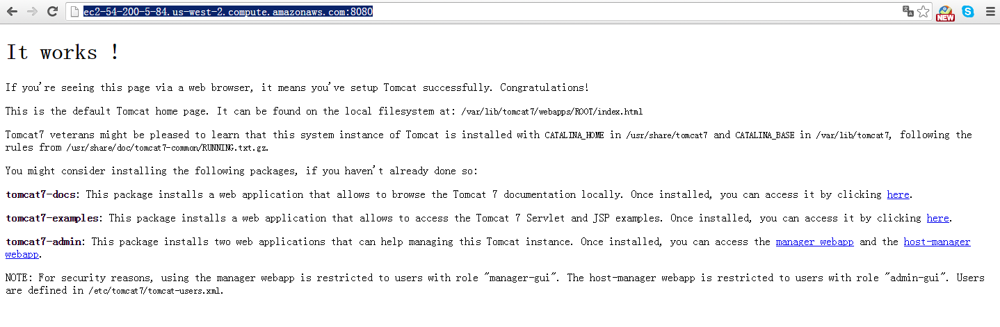 ec2-54-200-5-84.us-west-2.compute.amazonaws.com:8080
NEW
It works !
If you're seeing this page via a web browser, it means you've setup Tomcat successfully. Congratulations!
This is the default Tomcat home page. It can be found on the local filesystem at: /var/lib/tomcat7/webapps/ROOT/index.html
Tomcat7 veterans might be pleased to learn that this system instance of Tomcat is installed with CATALINA_HOME in /usr/share/tomcat7 and CATALINA_BASE in /var/lib/tomcat7, following the
rules from /usr/share/doc/tomcat7-common/RUNNING.txt.gz.
You might consider installing the following packages, if you haven't already done so:
tomcat7-docs: This package installs a web application that allows to browse the Tomcat 7 documentation locally. Once installed, you can access it by clicking here.
tomcat7-examples: This package installs a web application that allows to access the Tomcat 7 Servlet and JSP examples. Once installed, you can access it by clicking here.
tomcat7-admin: This package installs two web applications that can help managing this Tomcat instance. Once installed, you can access the manager webapp and the host-manager
webapp.
NOTE: For security reasons, using the manager webapp is restricted to users with role "manager-gui". The host-manager webapp is restricted to users with role "admin-gui". Users
are defined in /etc/tomcat7/tomcat-users.xml.